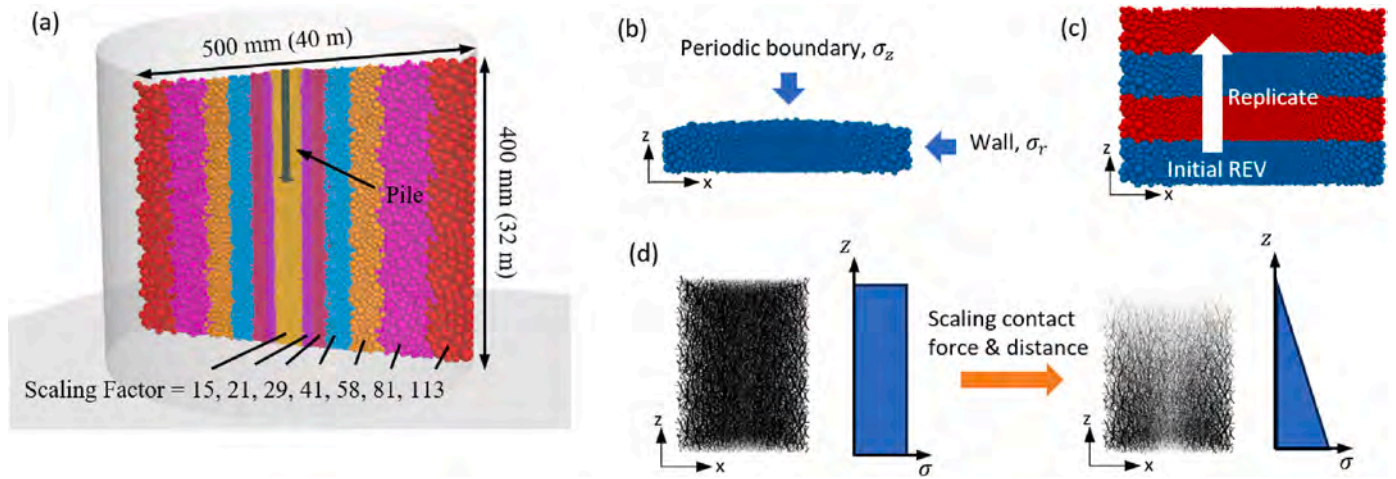 (a)
500 mm (40 m)
400 mm (32 m)
Pile
Scaling Factor = 15, 21, 29, 41, 58, 81, 113
(b)
Periodic boundary, σz
Wall, σr
z
x
(c)
Replicate
Initial REV
z
x
(d)
z
x
Z
σ
Scaling contact
force & distance
z
x
Z
σ